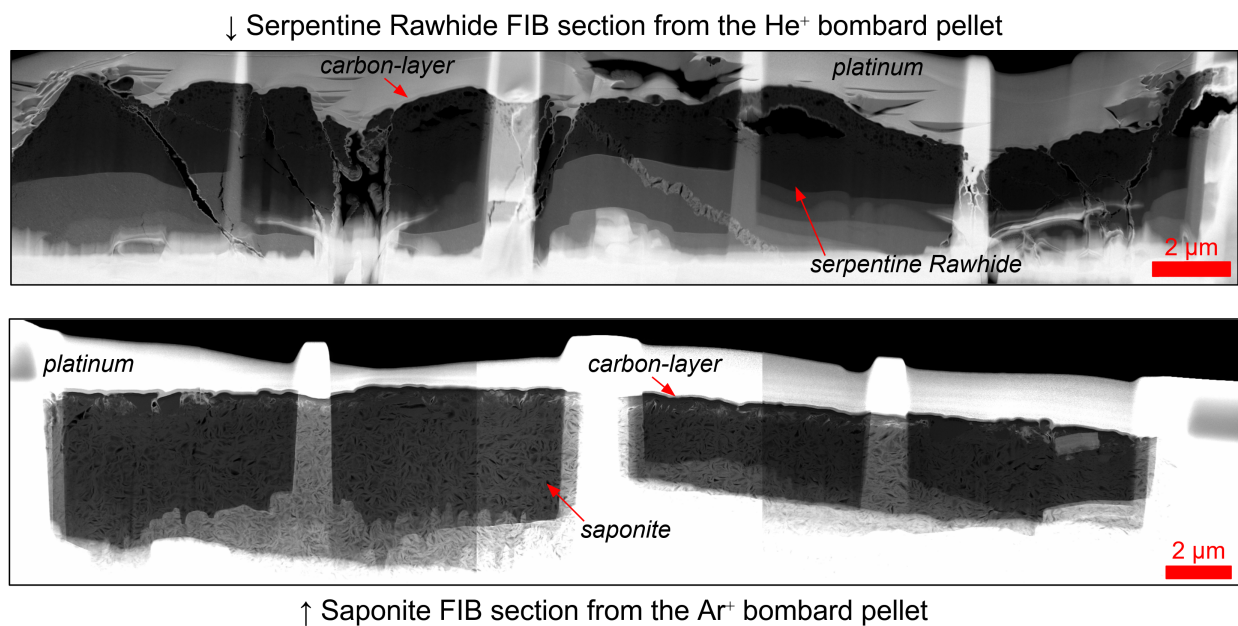 ↓ Serpentine Rawhide FIB section from the He⁺ bombard pellet
carbon-layer
platinum
serpentine Rawhide
2 µm
platinum
carbon-layer
saponite
2 µm
↑ Saponite FIB section from the Ar⁺ bombard pellet